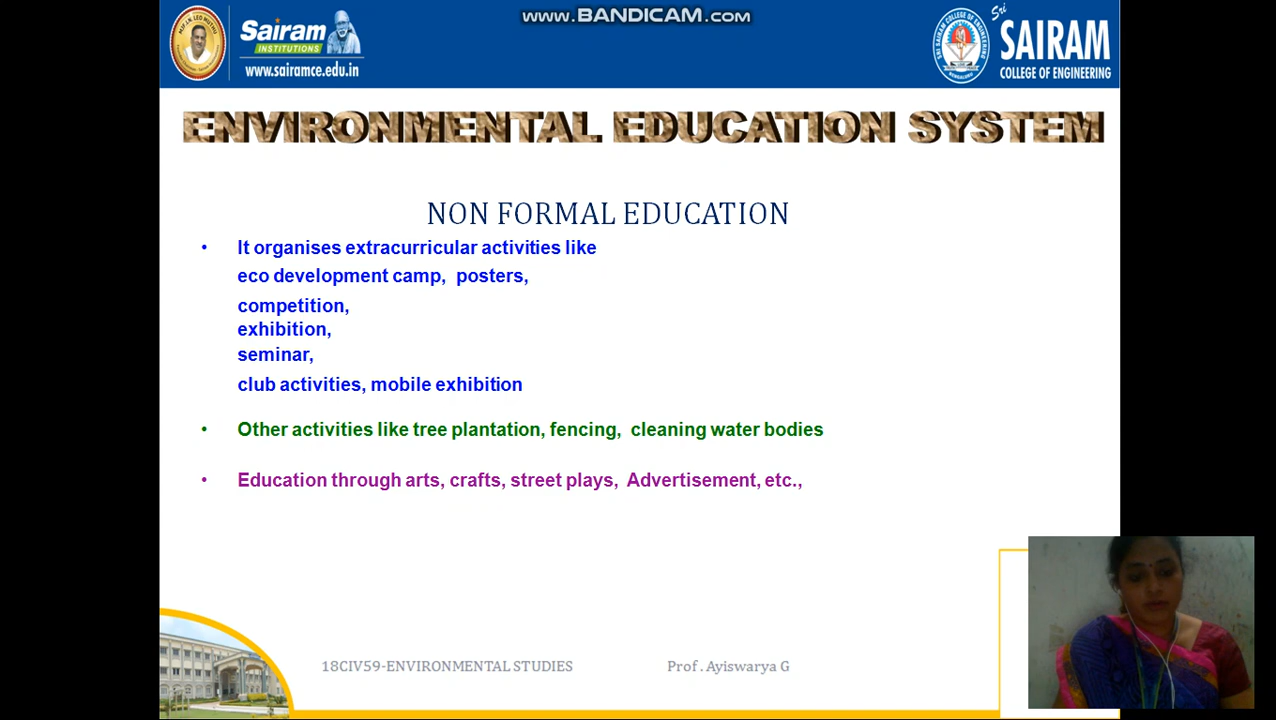 www.BANDICAM.com
Sairam
INSTITUTIONS
www.sairamce.edu.in
Sri
SAIRAM
COLLEGE OF ENGINEERING
ENVIRONMENTAL EDUCATION SYSTEM
NON FORMAL EDUCATION
• It organises extracurricular activities like
eco development camp, posters,
competition,
exhibition,
seminar,
club activities, mobile exhibition
• Other activities like tree plantation, fencing, cleaning water bodies
• Education through arts, crafts, street plays, Advertisement, etc.,
18CIV59-ENVIRONMENTAL STUDIES Prof . Ayiswarya G